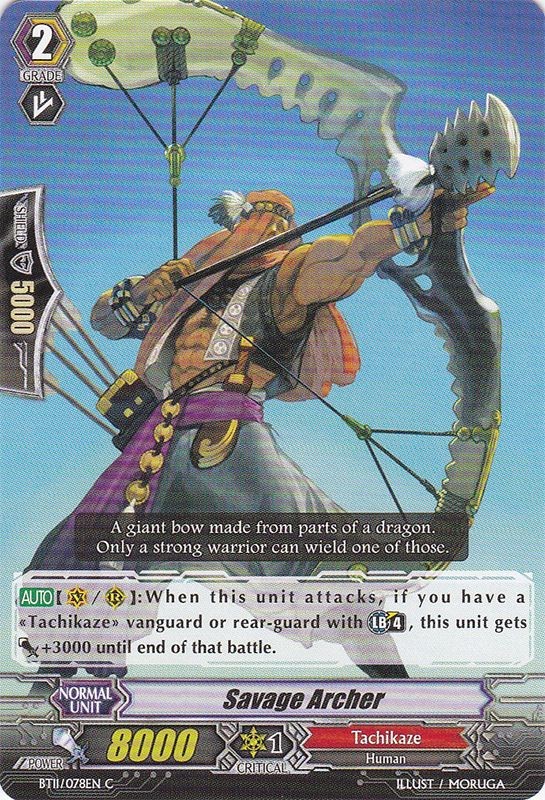 2
GRADE
SHIELD
5000
A giant bow made from parts of a dragon.
Only a strong warrior can wield one of those.
AUTO [V / R]: When this unit attacks, if you have a
«Tachikaze» vanguard or rear-guard with LB4, this unit gets
+3000 until end of that battle.
NORMAL
UNIT
Savage Archer
POWER
8000
1
CRITICAL
Tachikaze
Human
BT11/078EN C
ILLUST / MORUGA